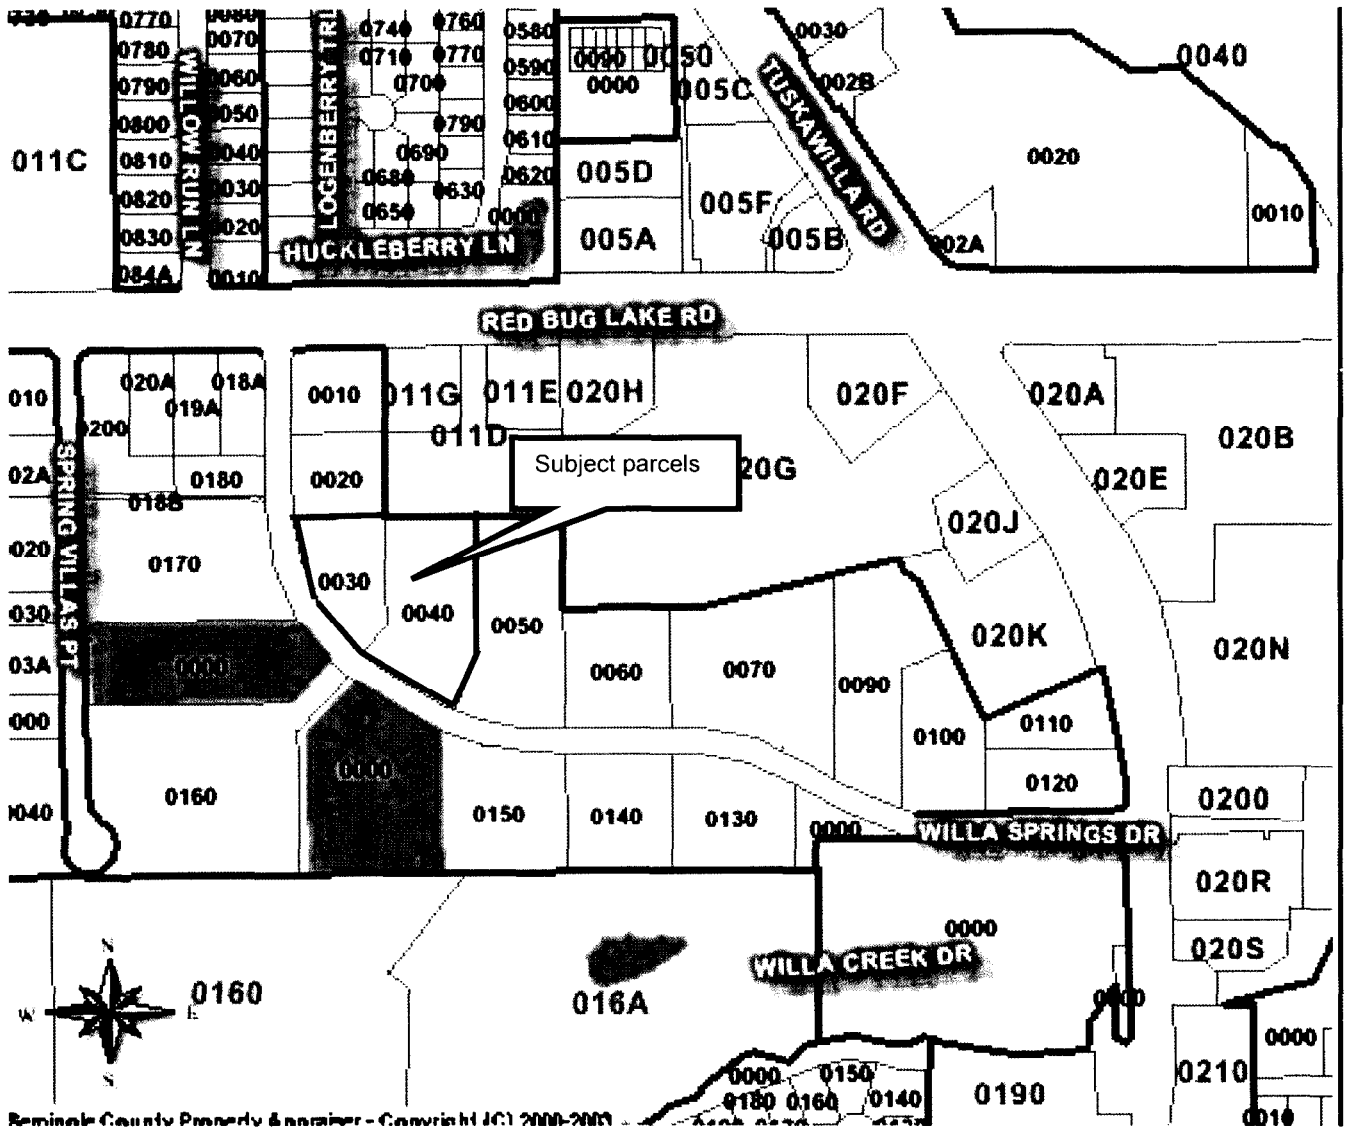 0770
0080
0740
0760
0580
0030
0040
0780
0070
0710
0770
0590
0090
0050
0790
0060
0700
0600
0000
005C
002B
0800
0050
0790
0610
011C
0810
0040
0690
0620
005D
0020
0820
0030
0680
0630
005F
0010
0830
0020
0650
0000
005A
005B
002A
084A
0010
WILLOW RUN LN
LOGENBERRY TRL
HUCKLEBERRY LN
TUSKAWILLA RD
RED BUG LAKE RD
010
020A
018A
019A
0200
0010
011G
011E
020H
020F
020A
020B
011D
02A
0180
018B
0020
Subject parcels
20G
020E
020J
020
0170
0030
0040
0050
020K
020N
030
SPRING VILLAS PT
03A
0000
0060
0070
0090
000
0100
0110
0120
0000
0160
0150
0140
0130
0000
040
0200
WILLA SPRINGS DR
020R
0000
020S
WILLA CREEK DR
N
W
E
S
0160
016A
0000
0000
0210
0190
0000
0150
0180
0160
0140
0010
Seminole County Property Appraiser - Copyright (C) 2000-2003